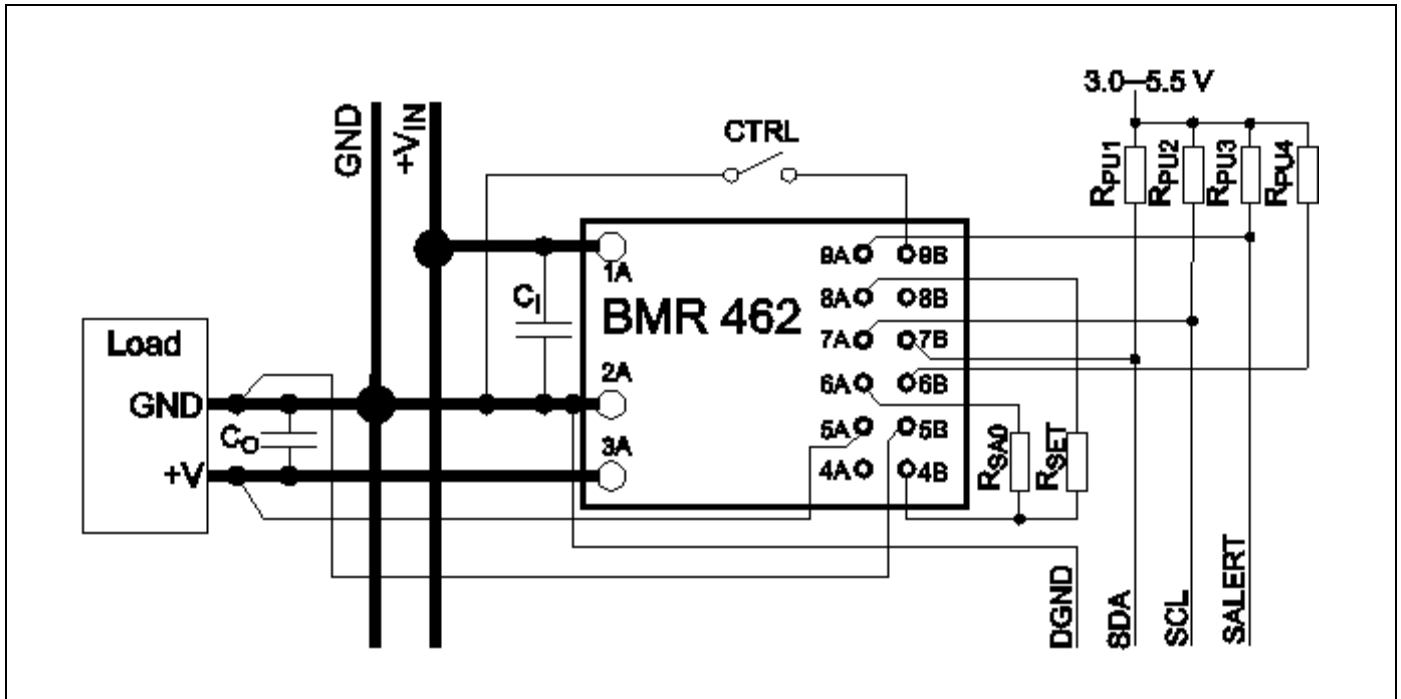 3.0–5.5 V
GND
+VIN
CTRL
RPU1
RPU2
RPU3
RPU4
1A
9A
9B
CI
BMR 462
8A
8B
Load
7A
7B
2A
6A
6B
GND
CO
5A
5B
RSA0
RSET
3A
+V
4A
4B
DGND
SDA
SCL
SALERT